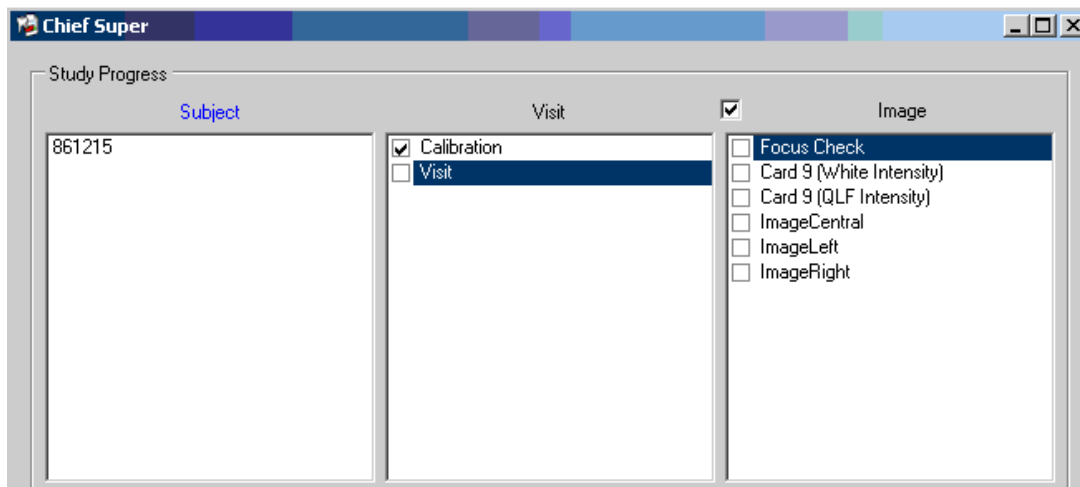 Chief Super
Study Progress
Subject
Visit
Image
861215
Calibration
Visit
Focus Check
Card 9 (White Intensity)
Card 9 (QLF Intensity)
ImageCentral
ImageLeft
ImageRight